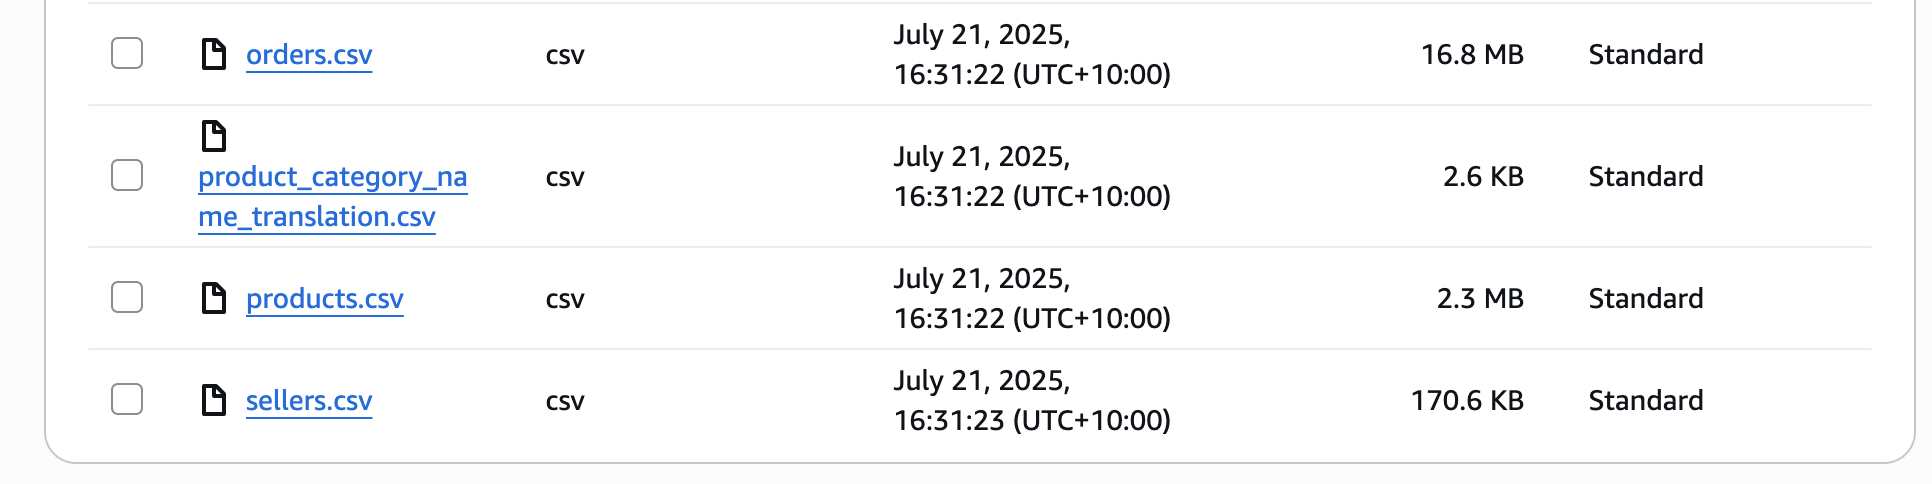 orders.csv
csv
July 21, 2025,
16:31:22 (UTC+10:00)
16.8 MB
Standard
product_category_na
me_translation.csv
csv
July 21, 2025,
16:31:22 (UTC+10:00)
2.6 KB
Standard
products.csv
csv
July 21, 2025,
16:31:22 (UTC+10:00)
2.3 MB
Standard
sellers.csv
csv
July 21, 2025,
16:31:23 (UTC+10:00)
170.6 KB
Standard